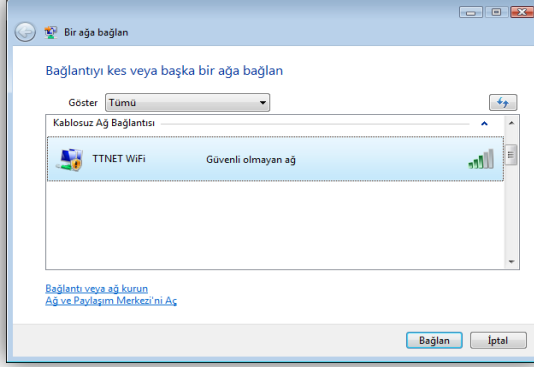 Bir ağa bağlan
Bağlantıyı kes veya başka bir ağa bağlan
Göster Tümü
Kablosuz Ağ Bağlantısı
TTNET WiFi Güvenli olmayan ağ
Bağlantı veya ağ kurun
Ağ ve Paylaşım Merkezi'ni Aç
Bağlan İptal